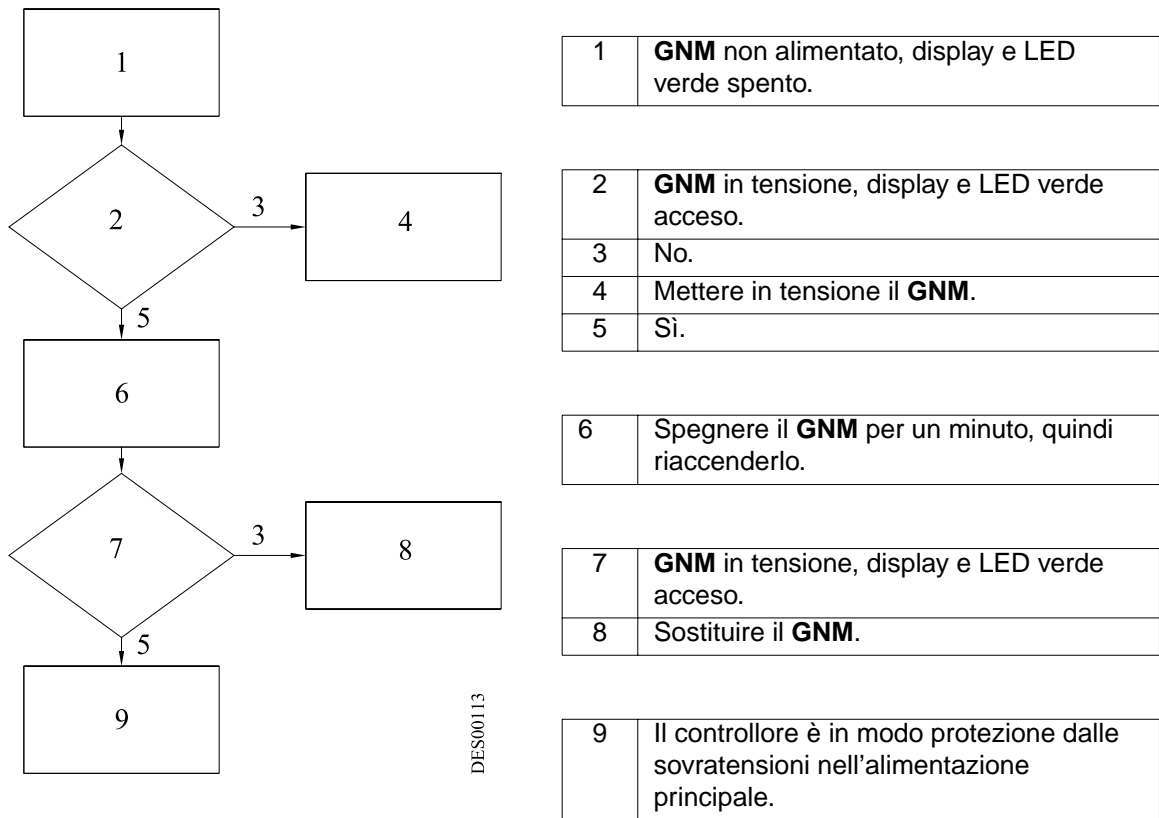 1
2
3
4
5
6
7
3
8
5
9
DES00113
1 GNM non alimentato, display e LED
verde spento.
2 GNM in tensione, display e LED verde
acceso.
3 No.
4 Mettere in tensione il GNM.
5 Sì.
6 Spegnere il GNM per un minuto, quindi
riaccenderlo.
7 GNM in tensione, display e LED verde
acceso.
8 Sostituire il GNM.
9 Il controllore è in modo protezione dalle
sovratensioni nell'alimentazione
principale.